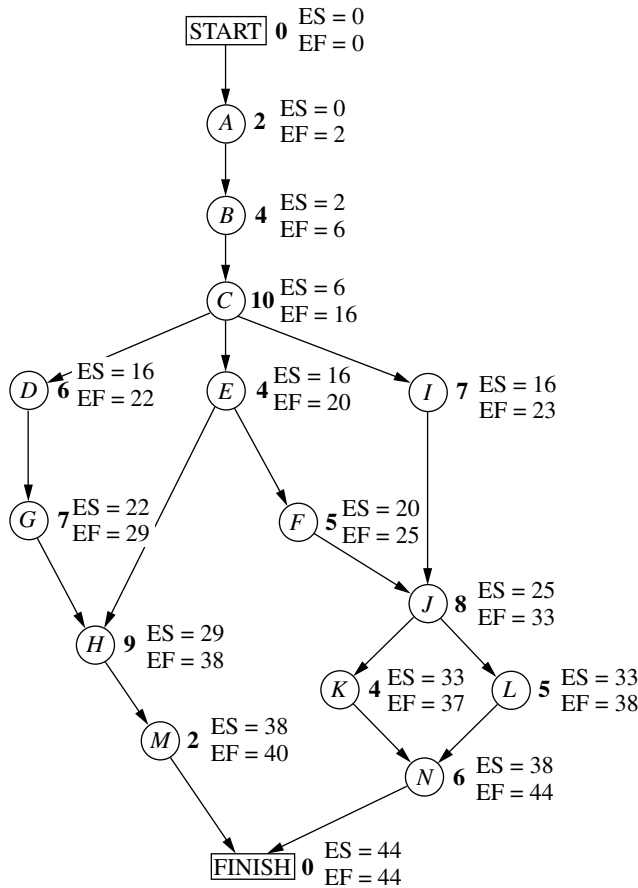 START 0 ES = 0
EF = 0
A 2 ES = 0
EF = 2
B 4 ES = 2
EF = 6
C 10 ES = 6
EF = 16
D 6 ES = 16
EF = 22
E 4 ES = 16
EF = 20
I 7 ES = 16
EF = 23
G 7 ES = 22
EF = 29
F 5 ES = 20
EF = 25
J 8 ES = 25
EF = 33
H 9 ES = 29
EF = 38
K 4 ES = 33
EF = 37
L 5 ES = 33
EF = 38
M 2 ES = 38
EF = 40
N 6 ES = 38
EF = 44
FINISH 0 ES = 44
EF = 44